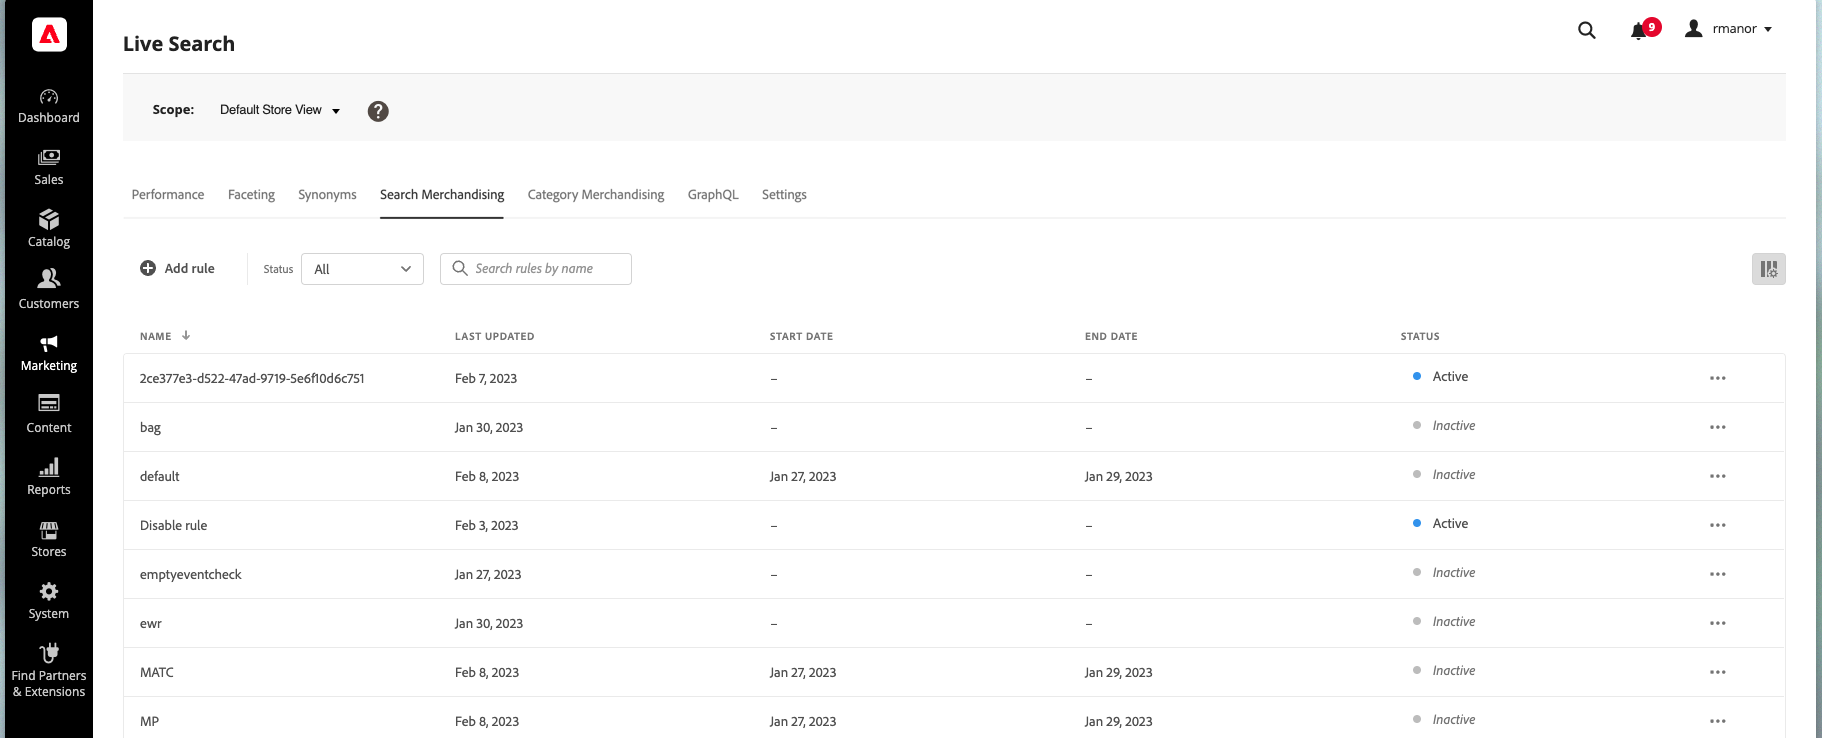 Live Search
9
rmanor
Scope: Default Store View ?
Dashboard
Sales
Catalog
Customers
Marketing
Content
Reports
Stores
System
Find Partners
& Extensions
Performance Faceting Synonyms Search Merchandising Category Merchandising GraphQL Settings
Add rule Status All Search rules by name
NAME LAST UPDATED START DATE END DATE STATUS
2ce377e3-d522-47ad-9719-5e6f10d6c751 Feb 7, 2023 – – Active
bag Jan 30, 2023 – – Inactive
default Feb 8, 2023 Jan 27, 2023 Jan 29, 2023 Inactive
Disable rule Feb 3, 2023 – – Active
emptyeventcheck Jan 27, 2023 – – Inactive
ewr Jan 30, 2023 – – Inactive
MATC Feb 8, 2023 Jan 27, 2023 Jan 29, 2023 Inactive
MP Feb 8, 2023 Jan 27, 2023 Jan 29, 2023 Inactive